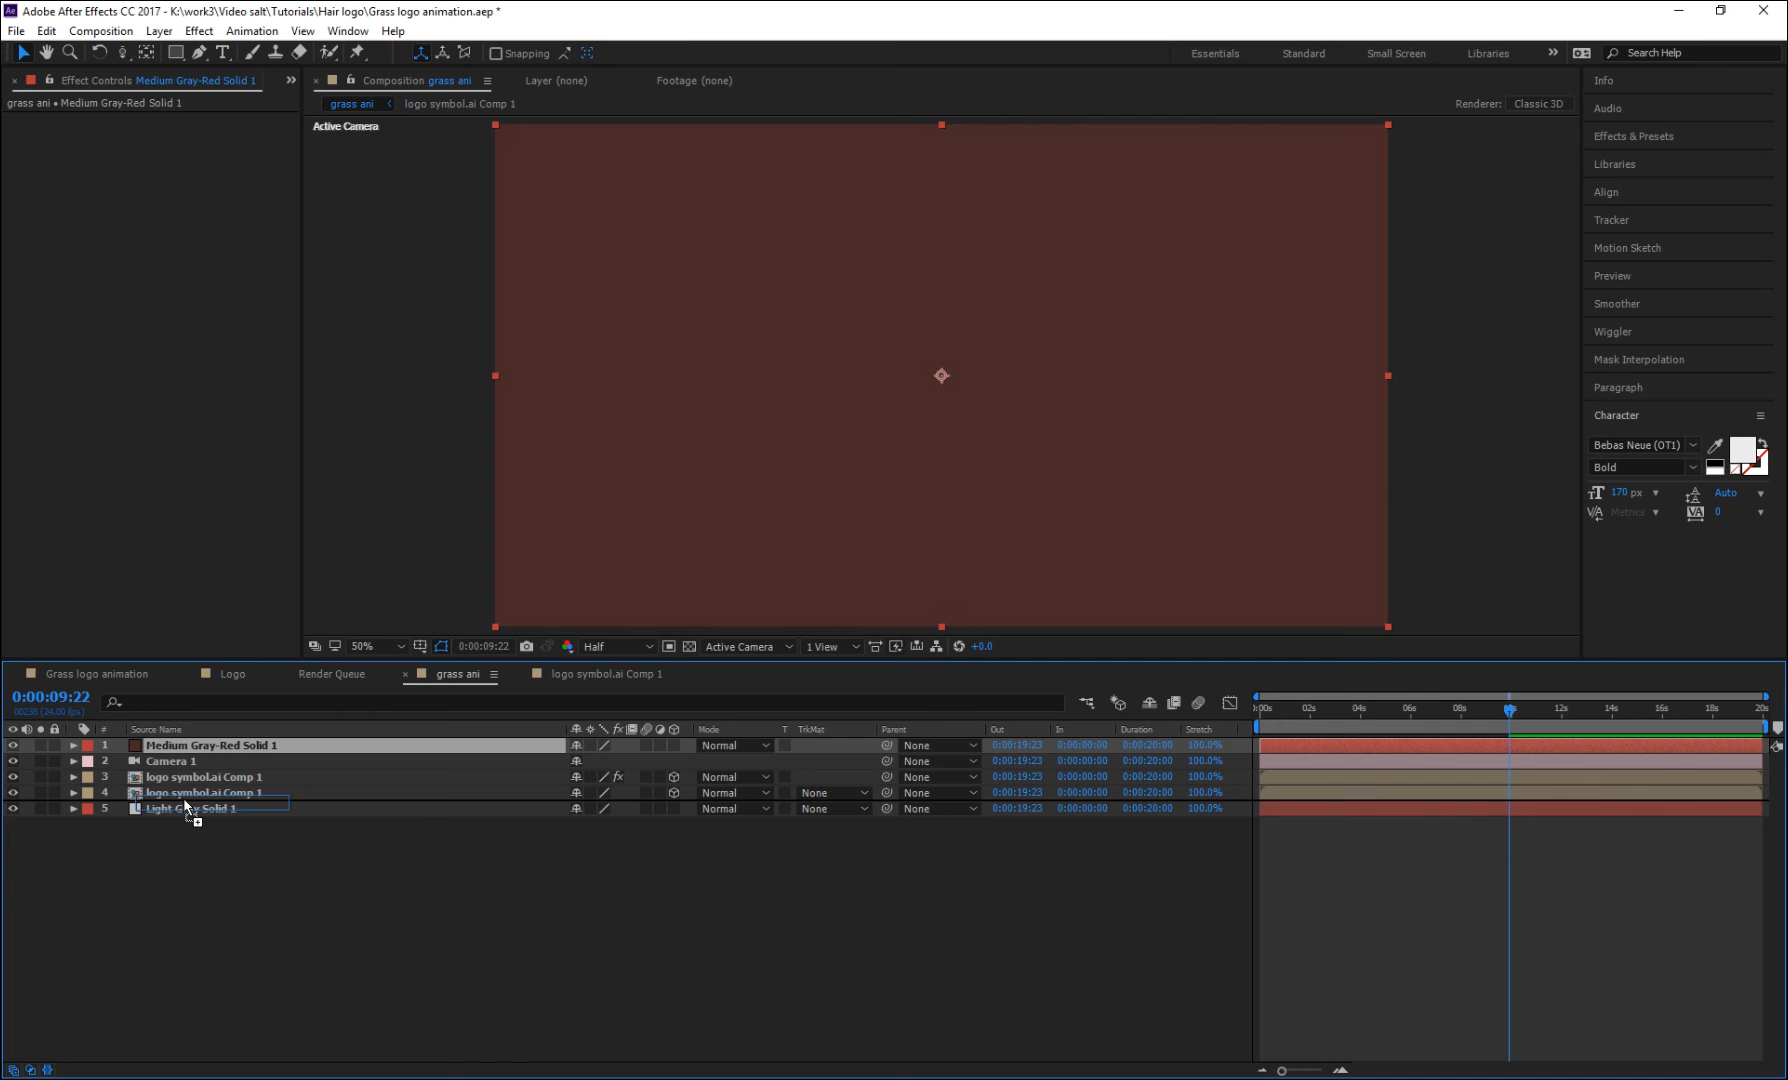 Adobe After Effects CC 2017 - K:\work3\Video salt\Tutorials\Hair logo\Grass logo animation.aep *
File Edit Composition Layer Effect Animation View Window Help
Snapping Essentials Standard Small Screen Libraries Search Help
Effect Controls Medium Gray-Red Solid 1
Composition grass ani Layer (none) Footage (none)
grass ani • Medium Gray-Red Solid 1
grass ani logo symbol.ai Comp 1 Renderer: Classic 3D
Active Camera
Info
Audio
Effects & Presets
Libraries
Align
Tracker
Motion Sketch
Preview
Smoother
Wiggler
Mask Interpolation
Paragraph
Character
Bebas Neue (OT1)
Bold
170 px Auto
Metrics 0
50% 0:00:09:22 Half Active Camera 1 View +0.0
Grass logo animation Logo Render Queue grass ani logo symbol.ai Comp 1
0:00:09:22
00238 (24.00 fps)
:00s 02s 04s 06s 08s 12s 14s 16s 18s 20s
# Source Name Mode T TrkMat Parent Out In Duration Stretch
1 Medium Gray-Red Solid 1 Normal None 0:00:19:23 0:00:00:00 0:00:20:00 100.0%
2 Camera 1 None 0:00:19:23 0:00:00:00 0:00:20:00 100.0%
3 logo symbol.ai Comp 1 Normal None 0:00:19:23 0:00:00:00 0:00:20:00 100.0%
4 logo symbol.ai Comp 1 Normal None None 0:00:19:23 0:00:00:00 0:00:20:00 100.0%
5 Light Gray Solid 1 Normal None None 0:00:19:23 0:00:00:00 0:00:20:00 100.0%